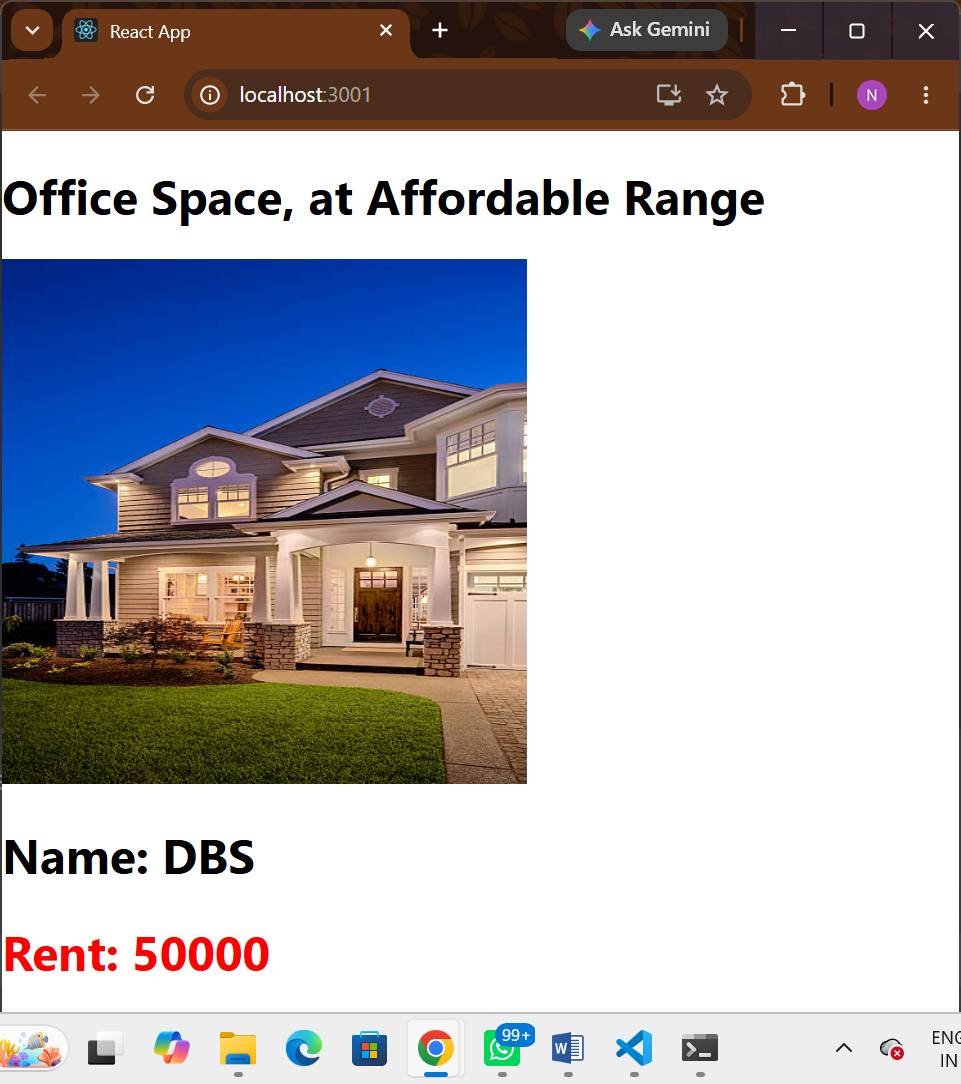 React App
Ask Gemini
localhost:3001
N
Office Space, at Affordable Range
Name: DBS
Rent: 50000
99+
W
ENG
IN